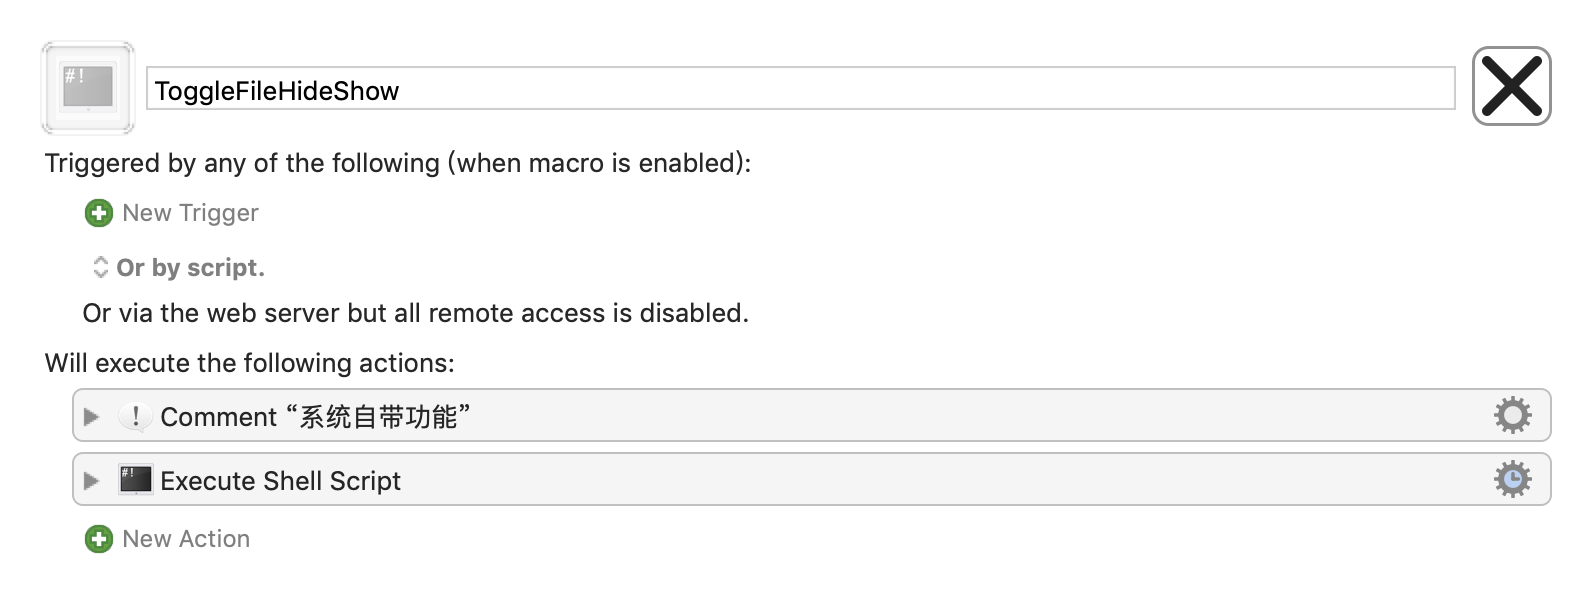 #!
ToggleFileHideShow
Triggered by any of the following (when macro is enabled):
New Trigger
Or by script.
Or via the web server but all remote access is disabled.
Will execute the following actions:
! Comment “系统自带功能”
#! Execute Shell Script
New Action